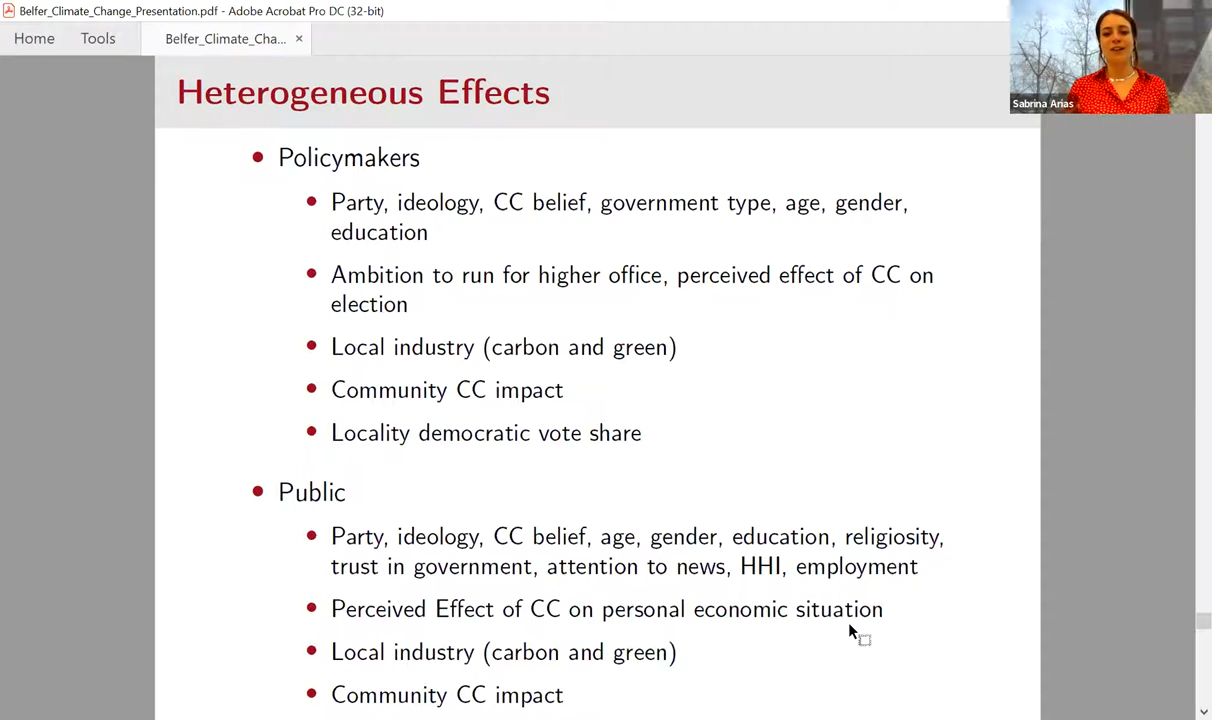 Belfer_Climate_Change_Presentation.pdf - Adobe Acrobat Pro DC (32-bit)
Home Tools Belfer_Climate_Cha... ×
Sabrina Arias
Heterogeneous Effects
• Policymakers
• Party, ideology, CC belief, government type, age, gender,
education
• Ambition to run for higher office, perceived effect of CC on
election
• Local industry (carbon and green)
• Community CC impact
• Locality democratic vote share
• Public
• Party, ideology, CC belief, age, gender, education, religiosity,
trust in government, attention to news, HHI, employment
• Perceived Effect of CC on personal economic situation
• Local industry (carbon and green)
• Community CC impact